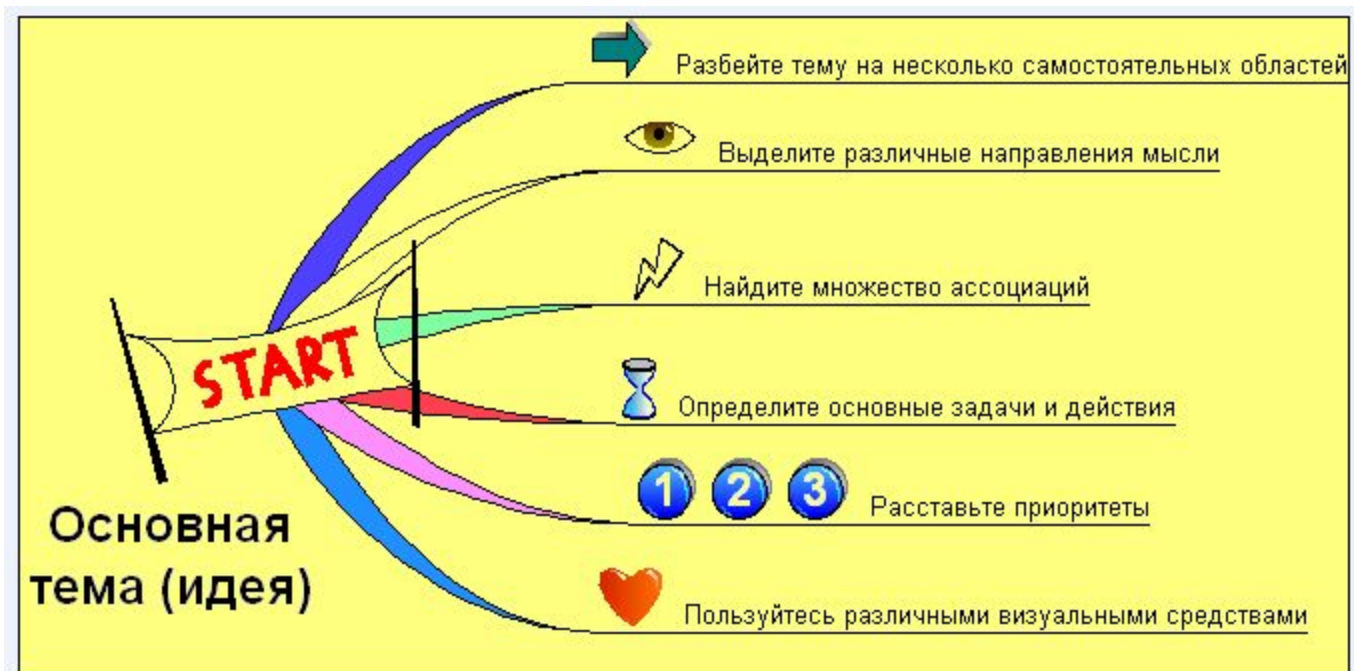 Разбейте тему на несколько самостоятельных областей
Выделите различные направления мысли
Найдите множество ассоциаций
START
Определите основные задачи и действия
1 2 3 Расставьте приоритеты
Основная
тема (идея)
Пользуйтесь различными визуальными средствами